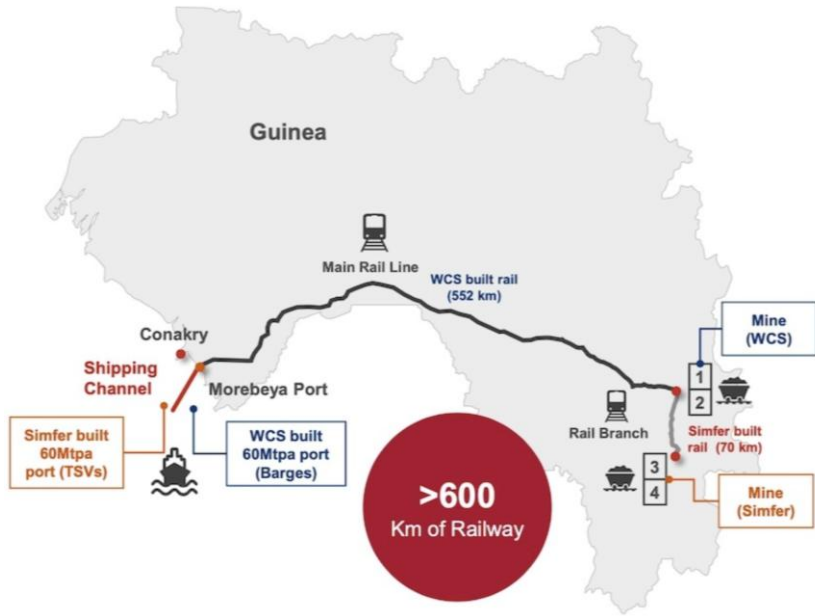 Guinea
Main Rail Line
WCS built rail
(552 km)
Conakry
Shipping
Channel
Morebeya Port
Simfer built
60Mtpa
port (TSVs)
WCS built
60Mtpa port
(Barges)
>600
Km of Railway
Rail Branch
Mine
(WCS)
1
2
Simfer built
rail (70 km)
3
4
Mine
(Simfer)